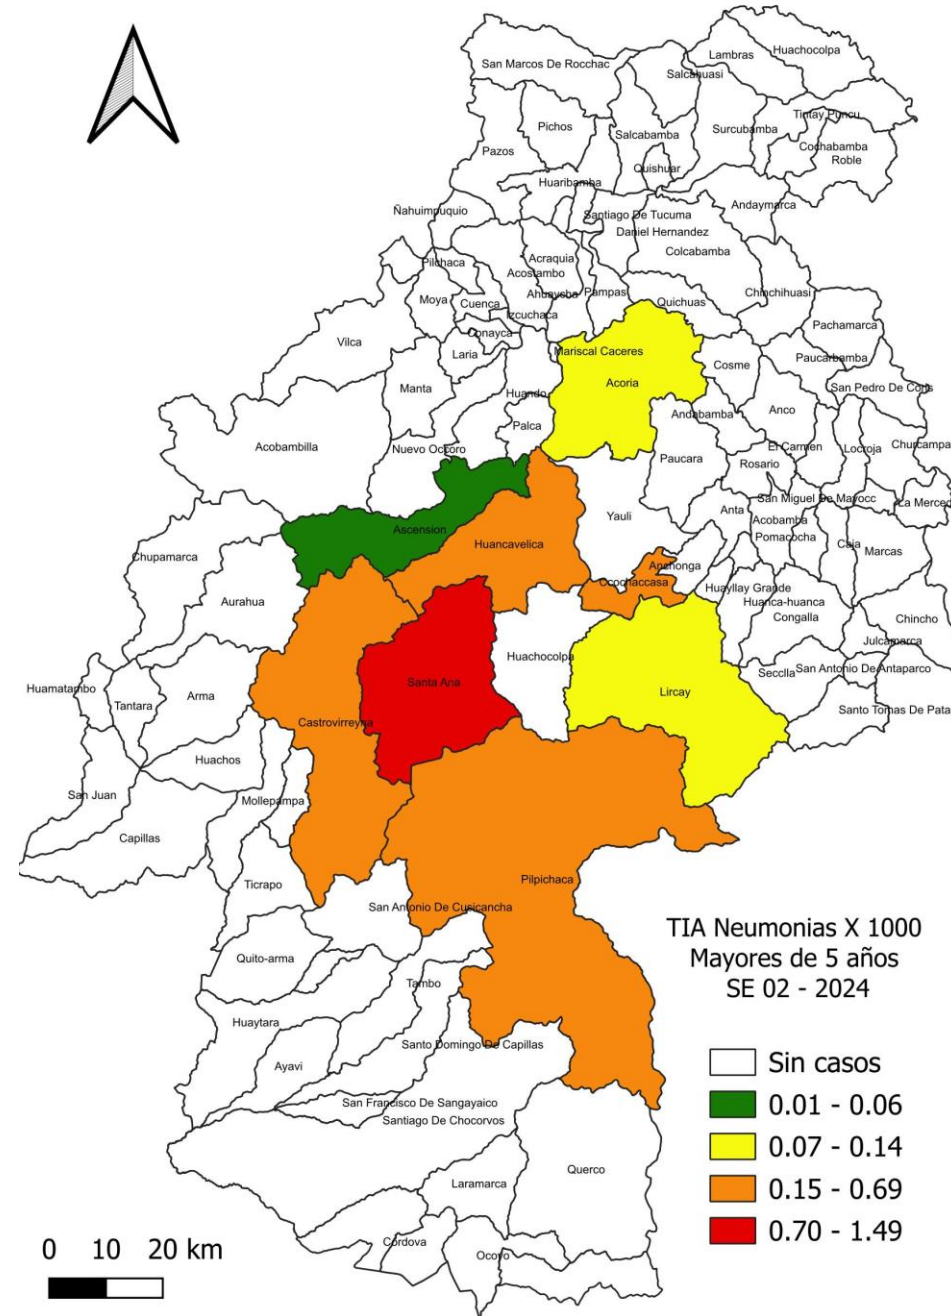 Huachocolpa
Lambras
San Marcos De Rocchac
Salcahuasi
Tintay Puncu
Pichos
Salcabamba
Surcubamba
Cochabamba
Pazos
Roble
Quishuar
Huaribamba
Andaymarca
Ñahuimpuquio
Santiago De Tucuma
Daniel Hernandez
Colcabamba
Pilchaca
Acraquia
Acostambo
Moya
Cuenca
Ahuaycha
Pampas
Quichuas
Chinchihuasi
Izcuchaca
Pachamarca
Vilca
Conayca
Laria
Mariscal Caceres
Paucarbamba
Cosme
Acoria
Manta
Huando
San Pedro De Coris
Andabamba
Anco
Palca
Acobambilla
Nuevo Occoro
El Carmen
Locroja
Churcampa
Paucara
Rosario
San Miguel De Mayocc
La Merced
Yauli
Anta
Acobamba
Ascension
Pomacocha
Huancavelica
Caja
Marcas
Chupamarca
Anchonga
Ccochaccasa
Huayllay Grande
Aurahua
Huanca-huanca
Congalla
Chincho
Julcamarca
Huachocolpa
Huamatambo
Secclla
San Antonio De Antaparco
Santa Ana
Arma
Tantara
Lircay
Santo Tomas De Pata
Castrovirreyna
Huachos
San Juan
Mollepampa
Capillas
Pilpichaca
Ticrapo
San Antonio De Cusicancha
Quito-arma
Tambo
Huaytara
Santo Domingo De Capillas
Ayavi
San Francisco De Sangayaico
Santiago De Chocorvos
Querco
Laramarca
Cordova
Ocoyo
TIA Neumonias X 1000
Mayores de 5 años
SE 02 - 2024
Sin casos
0.01 - 0.06
0.07 - 0.14
0.15 - 0.69
0.70 - 1.49
0 10 20 km